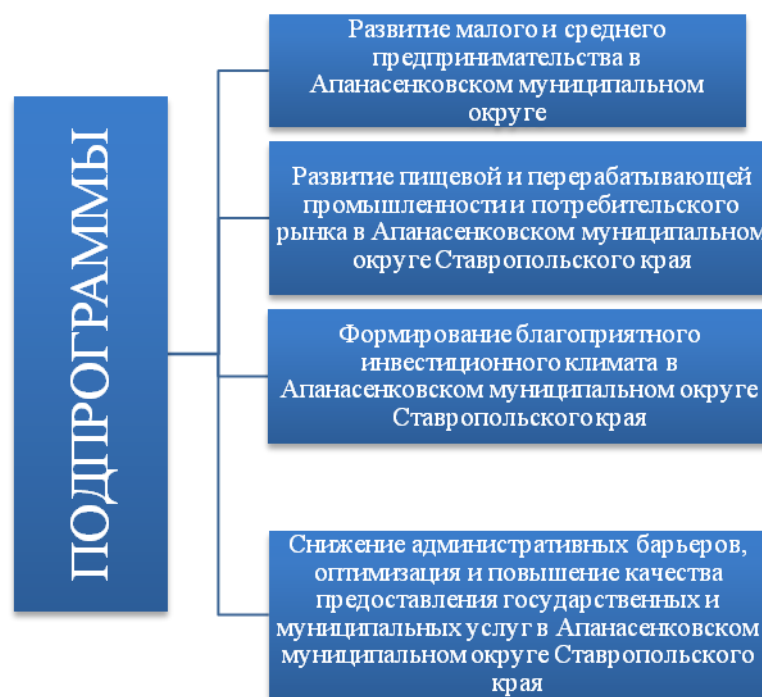 ПОДПРОГРАММЫ
Развитие малого и среднего
предпринимательства в
Апанасенковском муниципальном
округе
Развитие пищевой и перерабатывающей
промышленности и потребительского
рынка в Апанасенковском муниципальном
округе Ставропольского края
Формирование благоприятного
инвестиционного климата в
Апанасенковском муниципальном округе
Ставропольского края
Снижение административных барьеров,
оптимизация и повышение качества
предоставления государственных и
муниципальных услуг в Апанасенковском
муниципальном округе Ставропольского
края